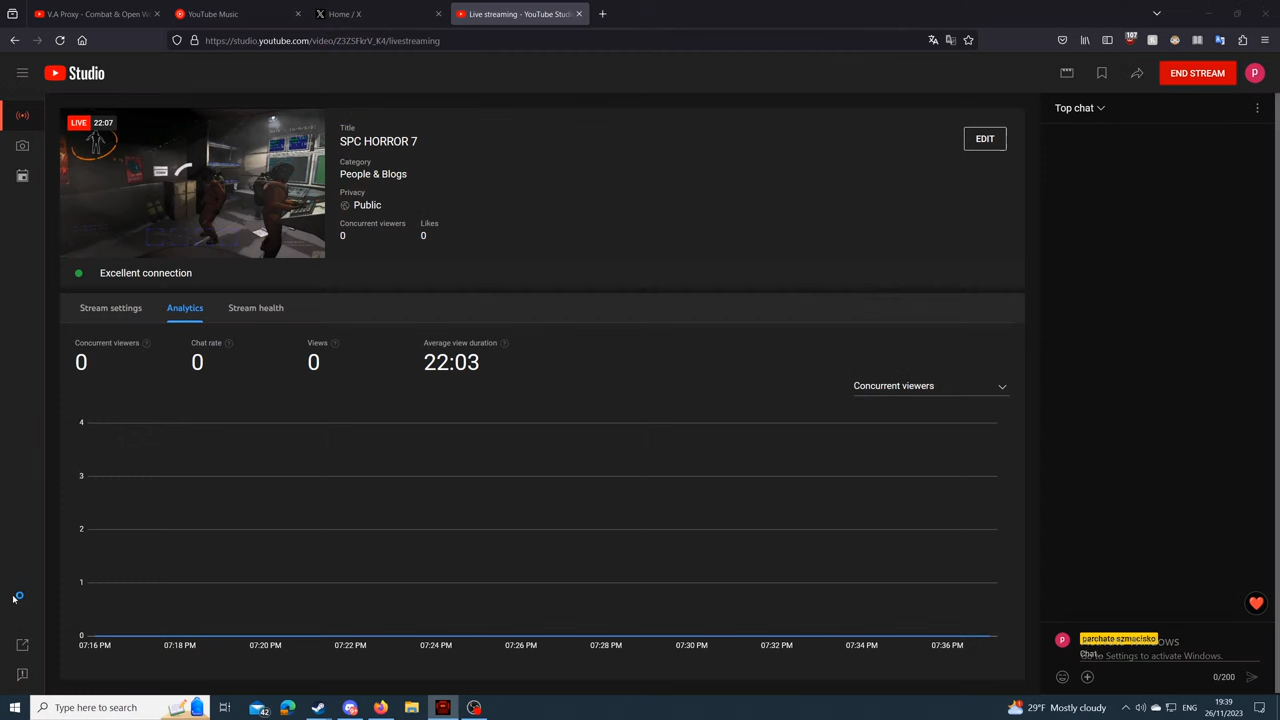 V.A Proxy - Combat & Open Wo
YouTube Music
Home / X
Live streaming - YouTube Studi
https://studio.youtube.com/video/Z3ZSFkrV_K4/livestreaming
107
Studio
END STREAM
P
LIVE 22:07
Title
SPC HORROR 7
Category
People & Blogs
Privacy
Public
Concurrent viewers Likes
0 0
EDIT
Top chat
Excellent connection
Stream settings Analytics Stream health
Concurrent viewers Chat rate Views Average view duration
0 0 0 22:03
Concurrent viewers
4
3
2
1
0
07:16 PM 07:18 PM 07:20 PM 07:22 PM 07:24 PM 07:26 PM 07:28 PM 07:30 PM 07:32 PM 07:34 PM 07:36 PM
P
parchate szmacisko
Chat...
Go to Settings to activate Windows.
0/200
Type here to search
42
29°F Mostly cloudy
19:39
26/11/2023